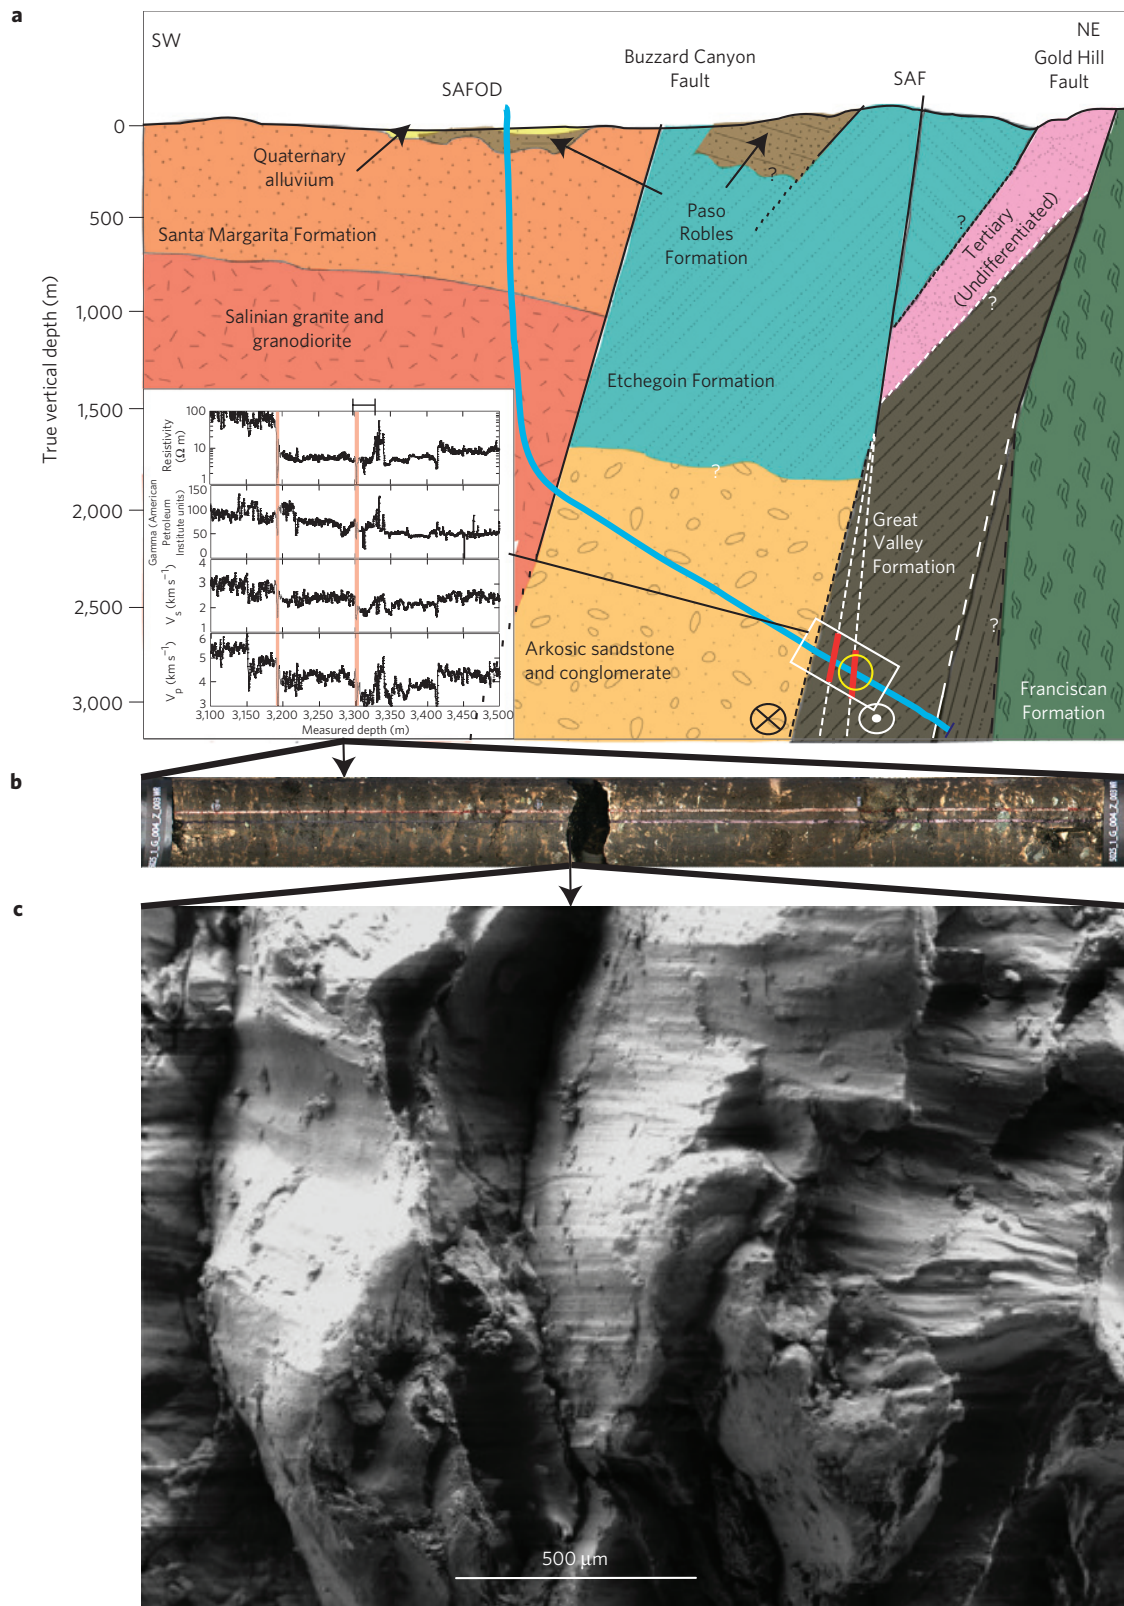 a
SW
NE
SAFOD
Buzzard Canyon
Fault
SAF
Gold Hill
Fault
0
500
1,000
1,500
2,000
2,500
3,000
True vertical depth (m)
Quaternary
alluvium
Santa Margarita Formation
Salinian granite and
granodiorite
Paso
Robles
Formation
?
?
Tertiary
(Undifferentiated)
?
Etchegoin Formation
?
Great
Valley
Formation
?
Arkosic sandstone
and conglomerate
Franciscan
Formation
Resistivity
(Ω m)
100
10
1
Gamma (American
Petroleum
Institute units)
150
100
50
0
Vs (km s⁻¹)
4
3
2
1
Vp (km s⁻¹)
6
5
4
3
3,100 3,150 3,200 3,250 3,300 3,350 3,400 3,450 3,500
Measured depth (m)
b
c
500 μm